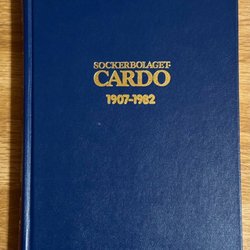 SOCKERBOLAGET-
CARDO
1907-1982